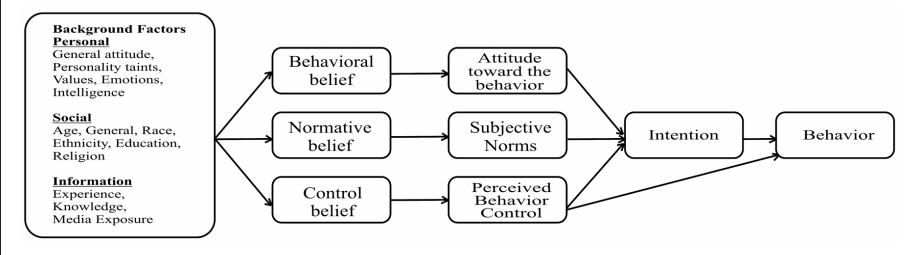 Background Factors
Personal
General attitude,
Personality taints,
Values, Emotions,
Intelligence
Social
Age, General, Race,
Ethnicity, Education,
Religion
Information
Experience,
Knowledge,
Media Exposure
Behavioral
belief
Normative
belief
Control
belief
Attitude
toward the
behavior
Subjective
Norms
Perceived
Behavior
Control
Intention
Behavior